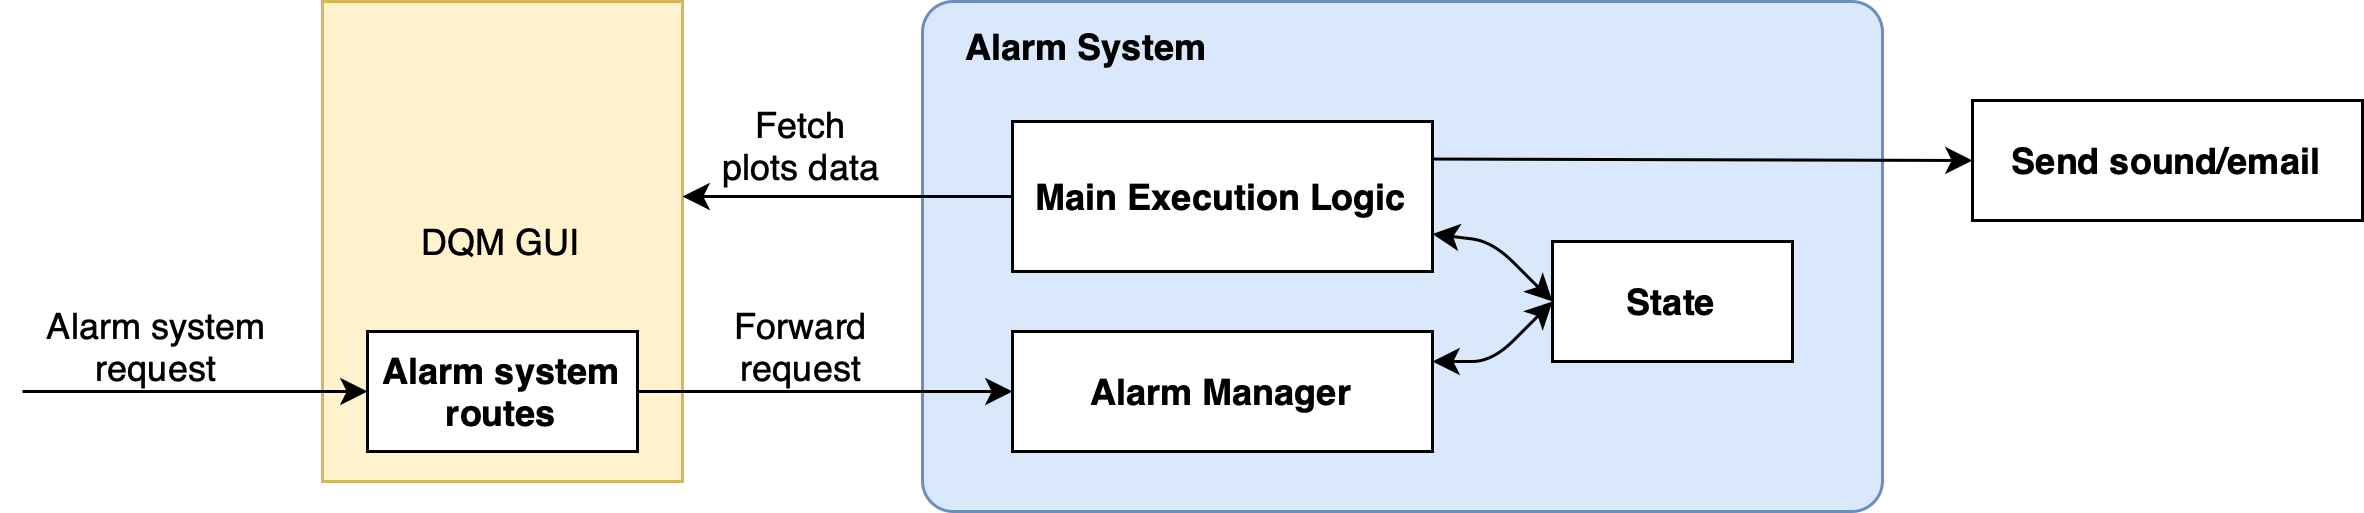 Alarm System
Fetch
plots data
Main Execution Logic
Send sound/email
DQM GUI
State
Alarm system
request
Alarm system
routes
Forward
request
Alarm Manager